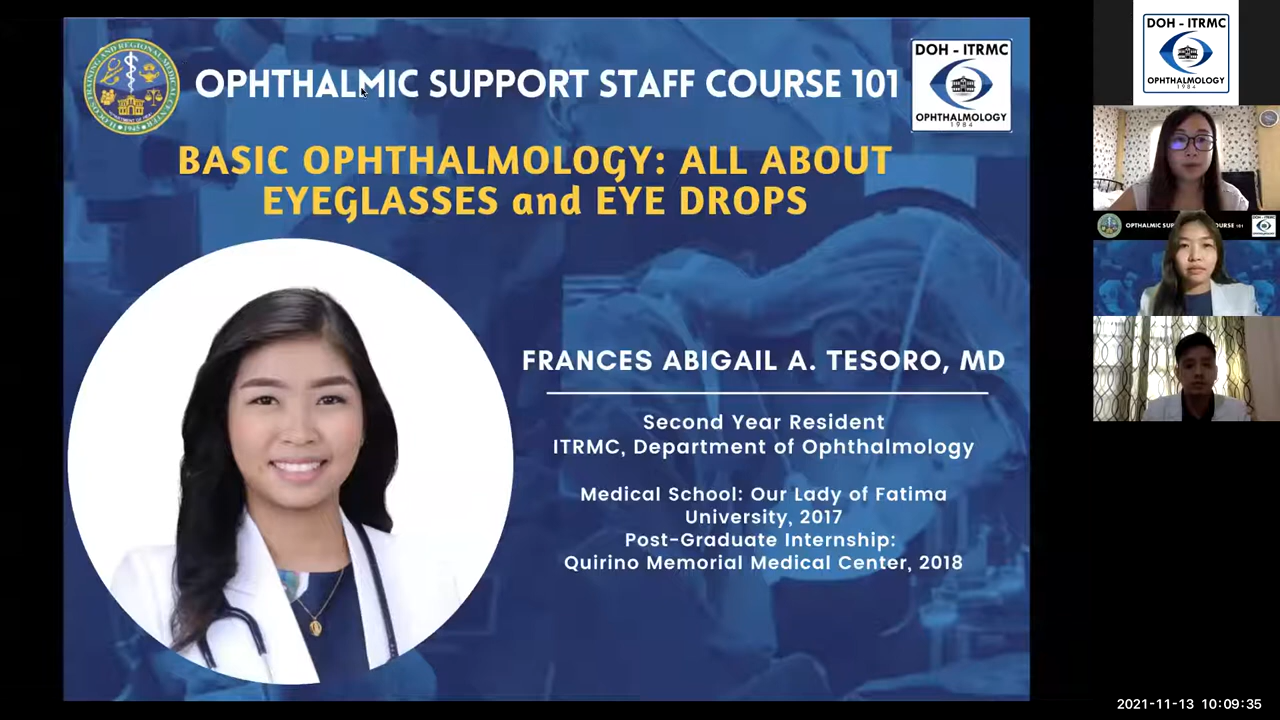 OPHTHALMIC SUPPORT STAFF COURSE 101
DOH - ITRMC
OPHTHALMOLOGY
1984
BASIC OPHTHALMOLOGY: ALL ABOUT
EYEGLASSES and EYE DROPS
FRANCES ABIGAIL A. TESORO, MD
Second Year Resident
ITRMC, Department of Ophthalmology
Medical School: Our Lady of Fatima
University, 2017
Post-Graduate Internship:
Quirino Memorial Medical Center, 2018
DOH - ITRMC
OPHTHALMOLOGY
1984
2021-11-13 10:09:35